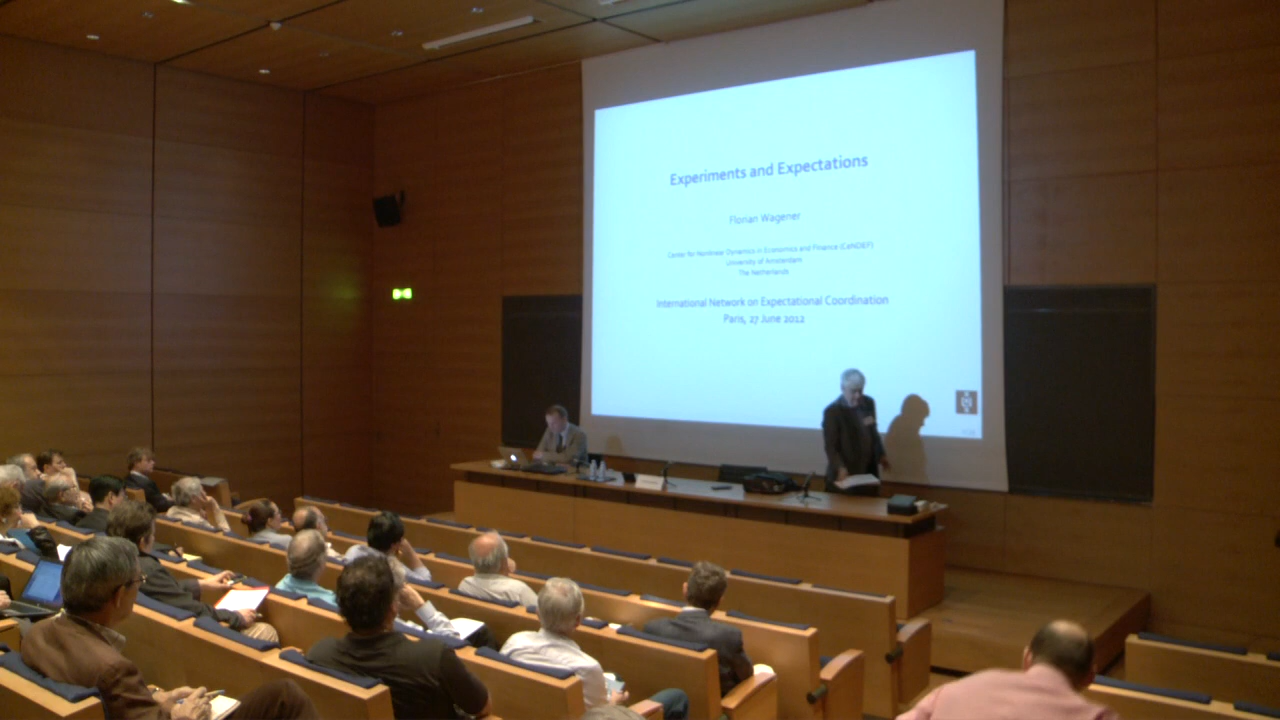 Experiments and Expectations
Florian Wagener
Center for Nonlinear Dynamics in Economics and Finance (CeNDEF)
University of Amsterdam
The Netherlands
International Network on Expectational Coordination
Paris, 27 June 2012